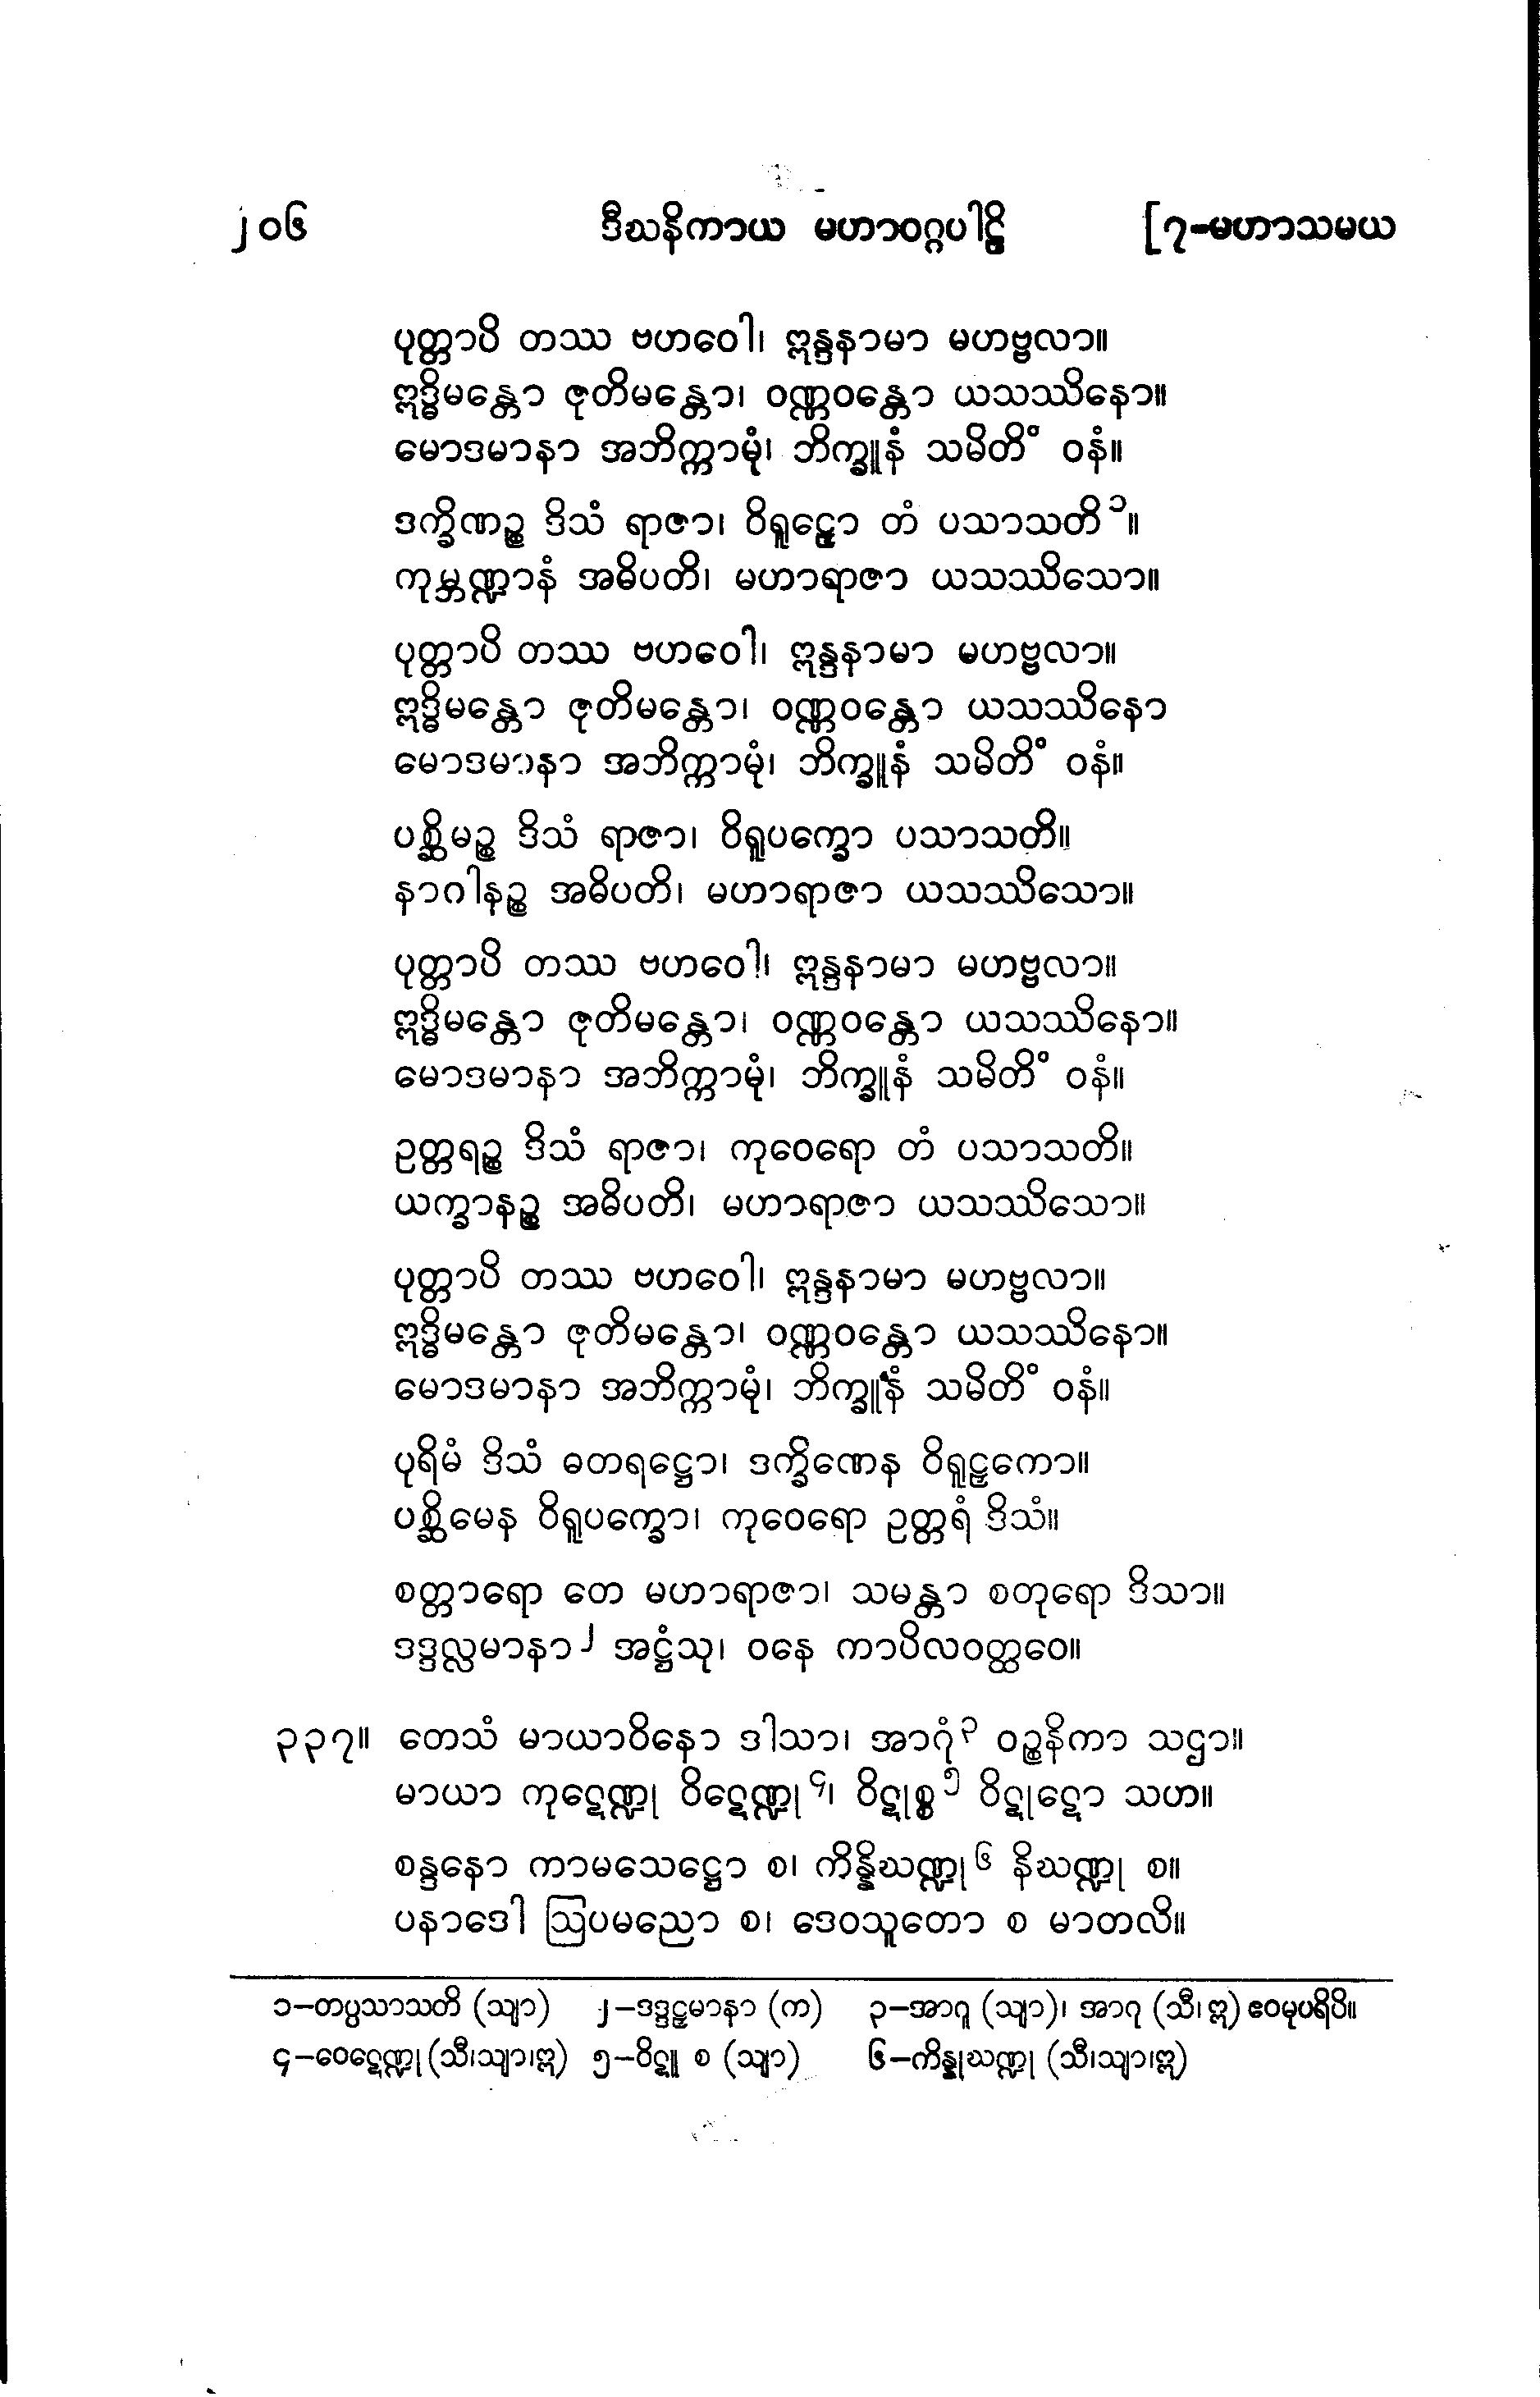 ၂၀၆ ဒီဃနိကာယ မဟာဝဂ္ဂပါဠိ [၇-မဟာသမယ
ပုတ္တာပိ တဿ ဗဟဝေါ၊ ဣန္ဒနာမာ မဟဗ္ဗလာ။
ဣဒ္ဓိမန္တော ဇုတိမန္တော၊ ဝဏ္ဏဝန္တော ယသဿိနော။
မောဒမာနာ အဘိက္ကာမုံ၊ ဘိက္ခူနံ သမိတိံ ဝနံ။
ဒက္ခိဏဉ္စ ဒိသံ ရာဇာ၊ ဝိရူဠှော တံ ပသာသတိ၁။
ကုမ္ဘဏ္ဍာနံ အဓိပတိ၊ မဟာရာဇာ ယသဿိသော။
ပုတ္တာပိ တဿ ဗဟဝေါ၊ ဣန္ဒနာမာ မဟဗ္ဗလာ။
ဣဒ္ဓိမန္တော ဇုတိမန္တော၊ ဝဏ္ဏဝန္တော ယသဿိနော
မောဒမာနာ အဘိက္ကာမုံ၊ ဘိက္ခူနံ သမိတိံ ဝနံ။
ပစ္ဆိမဉ္စ ဒိသံ ရာဇာ၊ ဝိရူပက္ခော ပသာသတိ။
နာဂါနဉ္စ အဓိပတိ၊ မဟာရာဇာ ယသဿိသော။
ပုတ္တာပိ တဿ ဗဟဝေါ၊ ဣန္ဒနာမာ မဟဗ္ဗလာ။
ဣဒ္ဓိမန္တော ဇုတိမန္တော၊ ဝဏ္ဏဝန္တော ယသဿိနော။
မောဒမာနာ အဘိက္ကာမုံ၊ ဘိက္ခူနံ သမိတိံ ဝနံ။
ဥတ္တရဉ္စ ဒိသံ ရာဇာ၊ ကုဝေရော တံ ပသာသတိ။
ယက္ခာနဉ္စ အဓိပတိ၊ မဟာရာဇာ ယသဿိသော။
ပုတ္တာပိ တဿ ဗဟဝေါ၊ ဣန္ဒနာမာ မဟဗ္ဗလာ။
ဣဒ္ဓိမန္တော ဇုတိမန္တော၊ ဝဏ္ဏဝန္တော ယသဿိနော။
မောဒမာနာ အဘိက္ကာမုံ၊ ဘိက္ခူနံ သမိတိံ ဝနံ။
ပုရိမံ ဒိသံ ဓတရဋ္ဌော၊ ဒက္ခိဏေန ဝိရူဠှကော။
ပစ္ဆိမေန ဝိရူပက္ခော၊ ကုဝေရော ဥတ္တရံ ဒိသံ။
စတ္တာရော တေ မဟာရာဇာ၊ သမန္တာ စတုရော ဒိသာ။
ဒဒ္ဒလ္လမာနာ၂ အဋ္ဌံသု၊ ဝနေ ကာပိလဝတ္ထဝေ။
၃၃၇။ တေသံ မာယာဝိနော ဒါသာ၊ အာဂုံ၃ ဝဉ္စနိကာ သဌာ။
မာယာ ကုဋေဏ္ဍု ဝိဋေဏ္ဍု၄၊ ဝိဋုစ္စ၅ ဝိဋုဋော သဟ။
စန္ဒနော ကာမသေဋ္ဌော စ၊ ကိန္နိဃဏ္ဍု၆ နိဃဏ္ဍု စ။
ပနာဒေါ ဩပမညော စ၊ ဒေဝသူတော စ မာတလိ။
၁-တပ္ပသာသတိ (သျာ) ၂-ဒဒ္ဒဠှမာနာ (က) ၃-အာဂူ (သျာ)၊ အာဂု (သီ၊ဣ) ဧဝမုပရိပိ။
၄-ဝေဋေဏ္ဍု (သီ၊သျာ၊ဣ) ၅-ဝိဋူ စ (သျာ) ၆-ကိန္နုဃဏ္ဍု (သီ၊သျာ၊ဣ)